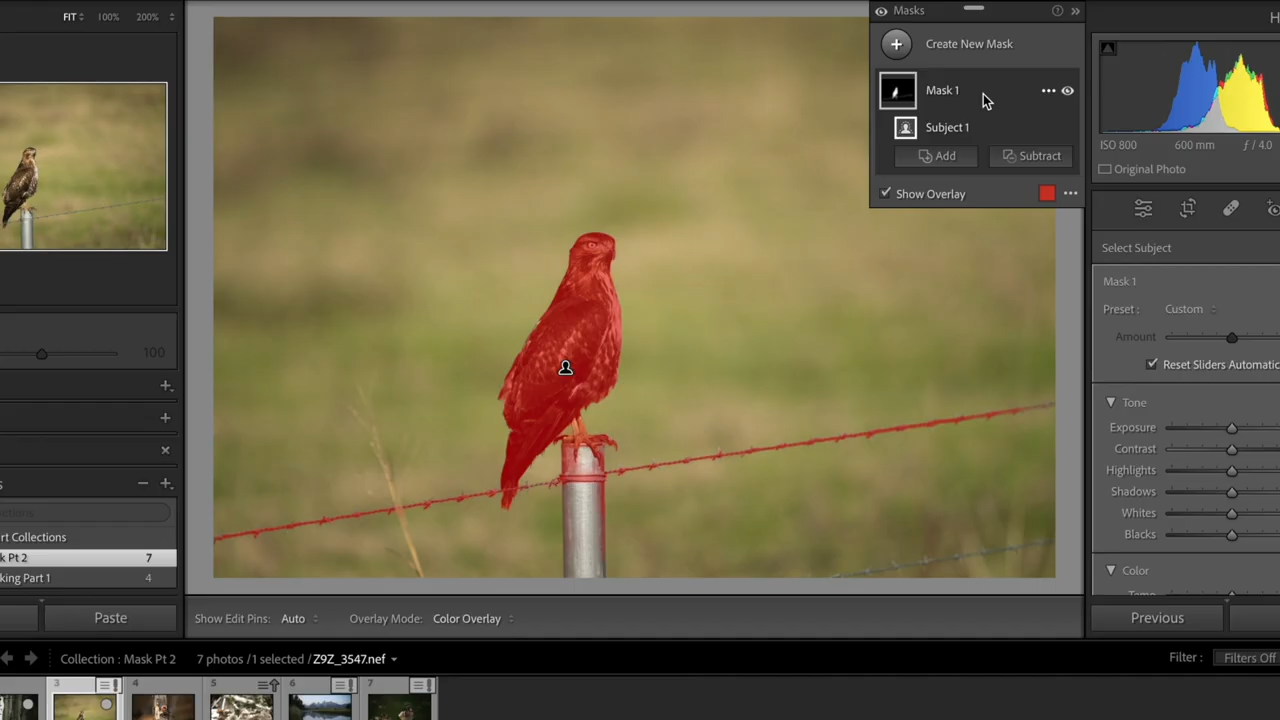 FIT 100% 200%
Masks
Create New Mask
Mask 1
Subject 1
Add Subtract
Show Overlay
ISO 800 600 mm ƒ / 4.0
Original Photo
Select Subject
Mask 1
Preset : Custom
Amount
Reset Sliders Automatic
Tone
Exposure
Contrast
Highlights
Shadows
Whites
Blacks
Color
Temp
100
s
ctions
rt Collections
k Pt 2 7
king Part 1 4
Paste
Show Edit Pins: Auto Overlay Mode: Color Overlay
Previous
Collection : Mask Pt 2 7 photos / 1 selected / Z9Z_3547.nef
Filter : Filters Off
3 4 5 6 7